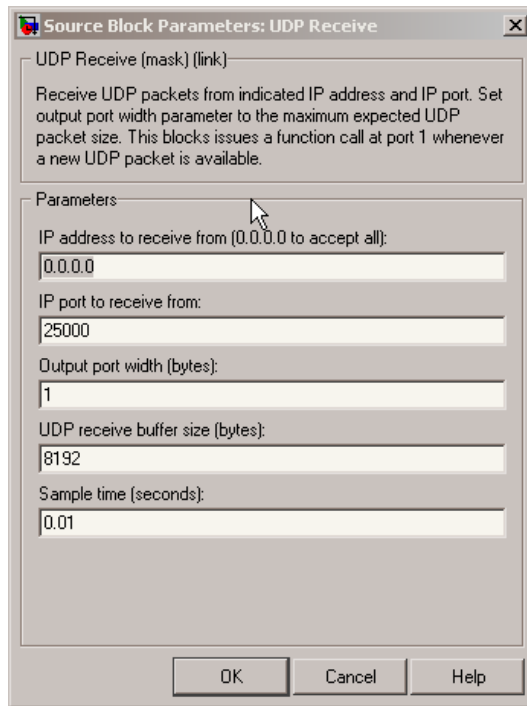 Source Block Parameters: UDP Receive
UDP Receive (mask) (link)
Receive UDP packets from indicated IP address and IP port. Set
output port width parameter to the maximum expected UDP
packet size. This blocks issues a function call at port 1 whenever
a new UDP packet is available.
Parameters
IP address to receive from (0.0.0.0 to accept all):
0.0.0.0
IP port to receive from:
25000
Output port width (bytes):
1
UDP receive buffer size (bytes):
8192
Sample time (seconds):
0.01
OK Cancel Help